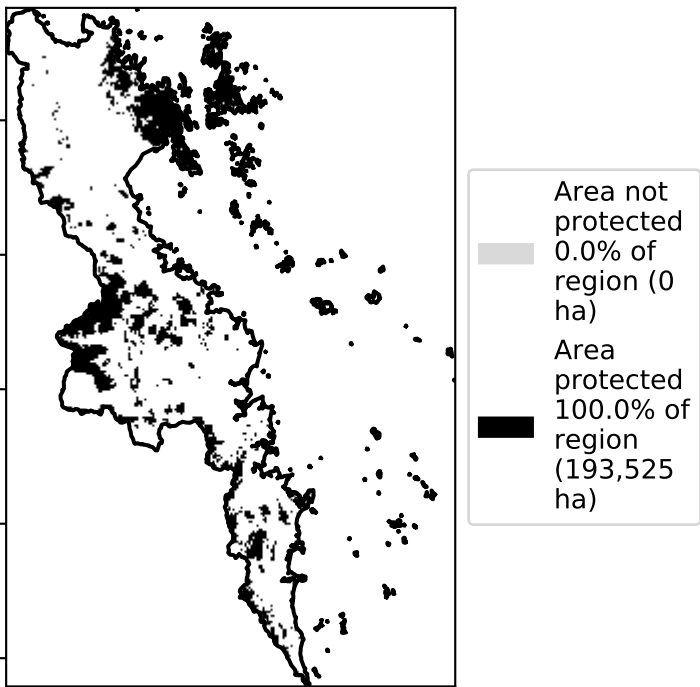 Area not
protected
0.0% of
region (0
ha)
Area
protected
100.0% of
region
(193,525
ha)